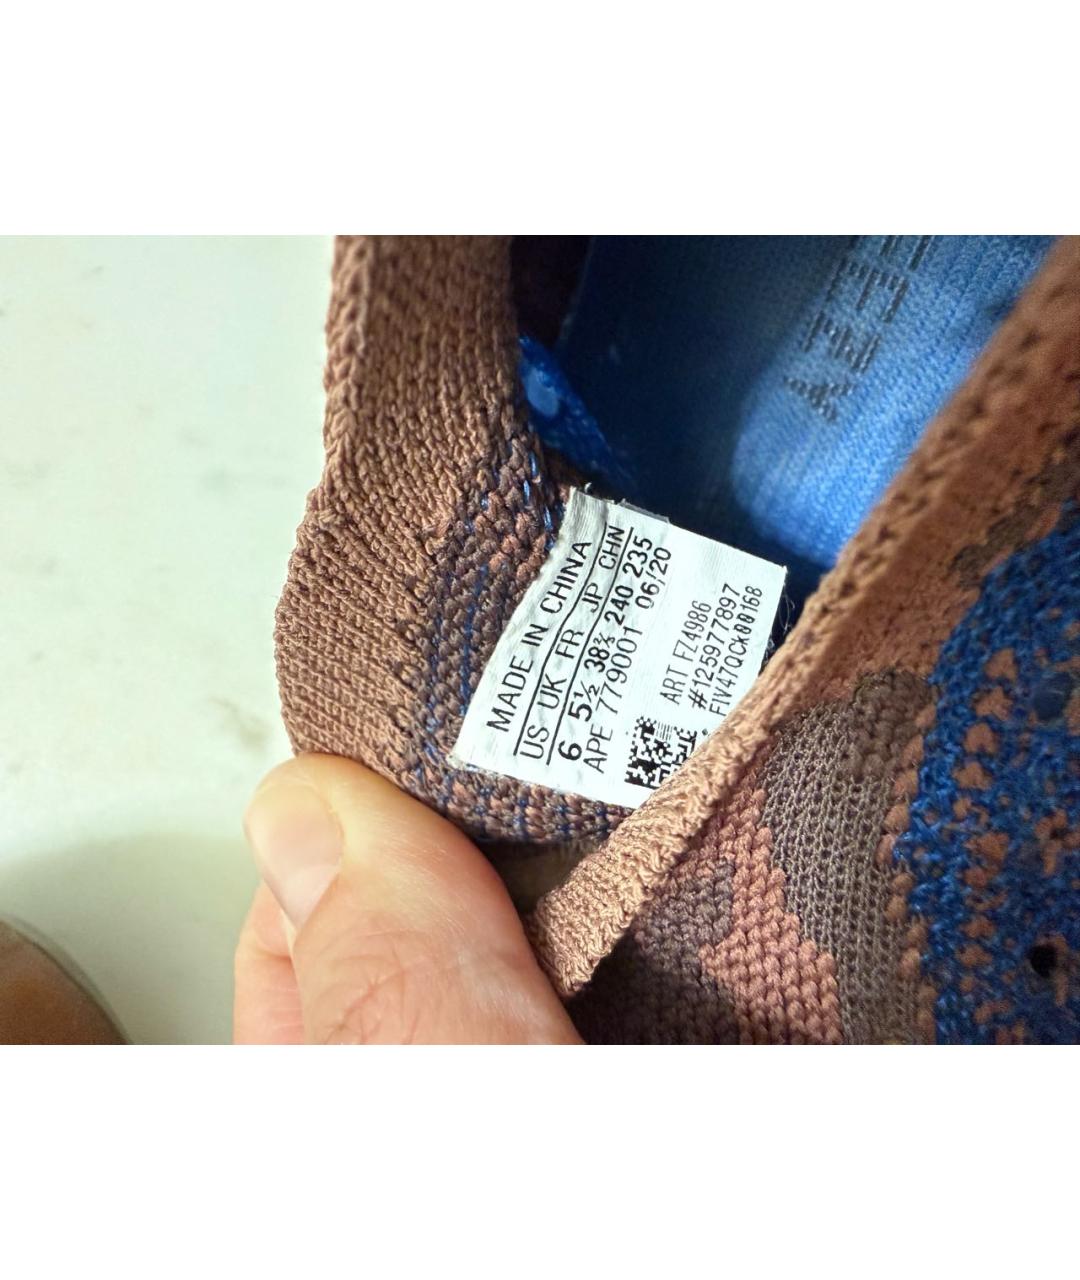 MADE IN CHINA
US UK FR JP CHN
6 5½ 38⅔ 240 235
APE 779001 06/20
ART FZ4986
#125977897
FIV47QCk00168